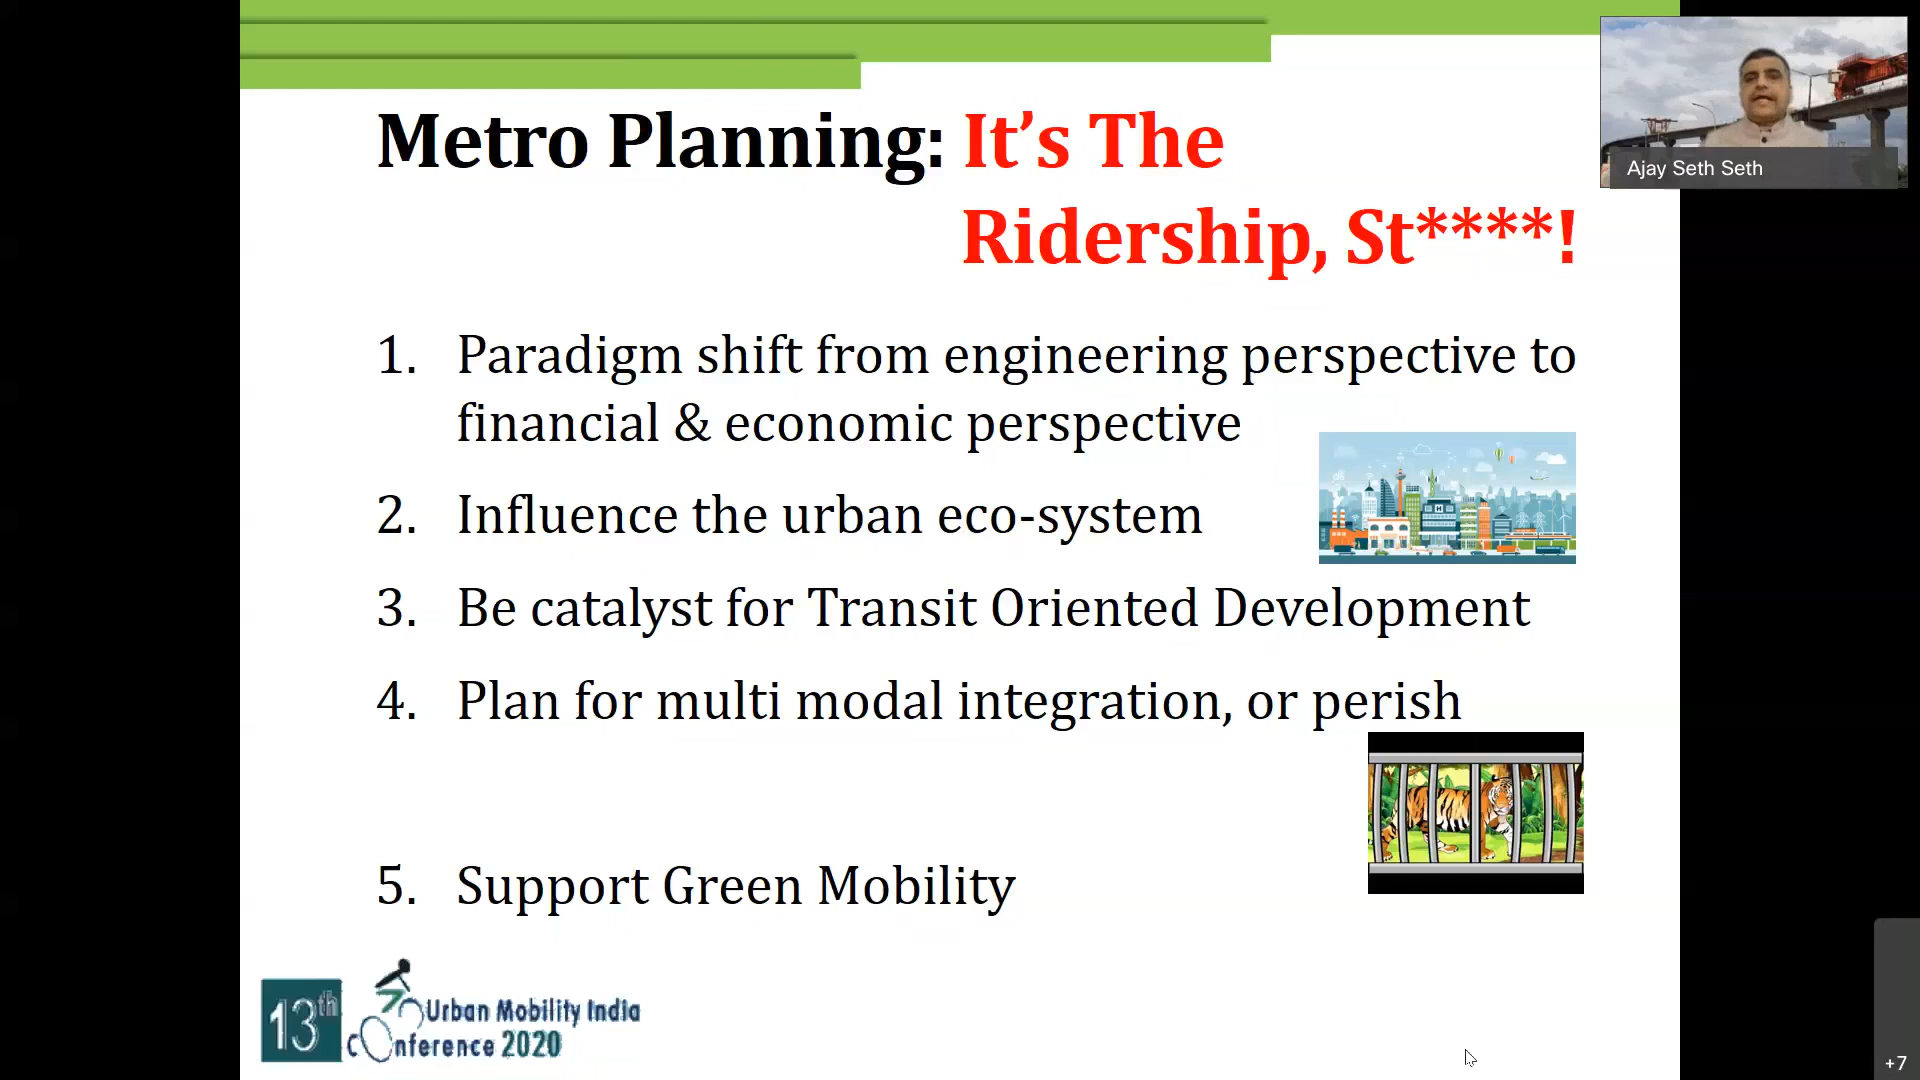 Metro Planning: It’s The
Ridership, St****!
Ajay Seth Seth
1. Paradigm shift from engineering perspective to
financial & economic perspective
2. Influence the urban eco-system
H
3. Be catalyst for Transit Oriented Development
4. Plan for multi modal integration, or perish
5. Support Green Mobility
13th
Urban Mobility India
Conference 2020
+7